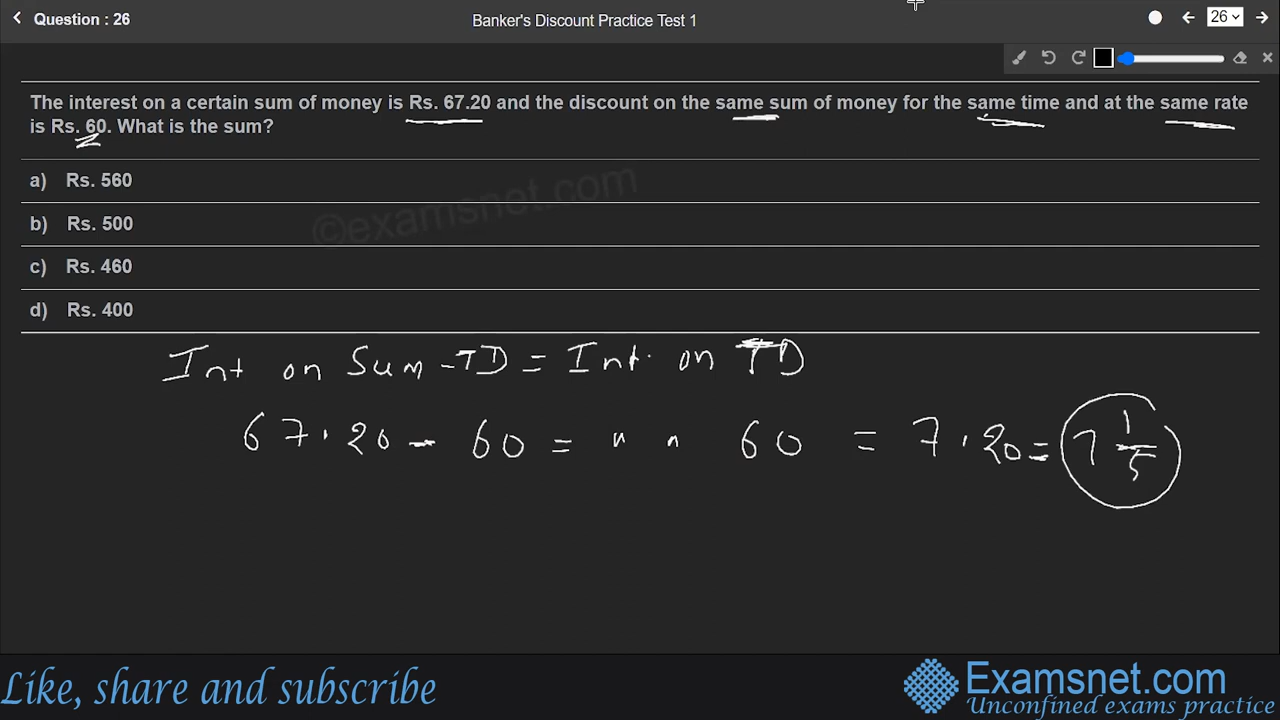 Question : 26
Banker's Discount Practice Test 1
26
The interest on a certain sum of money is Rs. 67.20 and the discount on the same sum of money for the same time and at the same rate
is Rs. 60. What is the sum?
a) Rs. 560
©examsnet.com
b) Rs. 500
c) Rs. 460
d) Rs. 400
Int on Sum - TD = Int. on TD
67.20 - 60 = " " 60 = 7.20 = 7 1/5
Like, share and subscribe
Examsnet.com
Unconfined exams practice